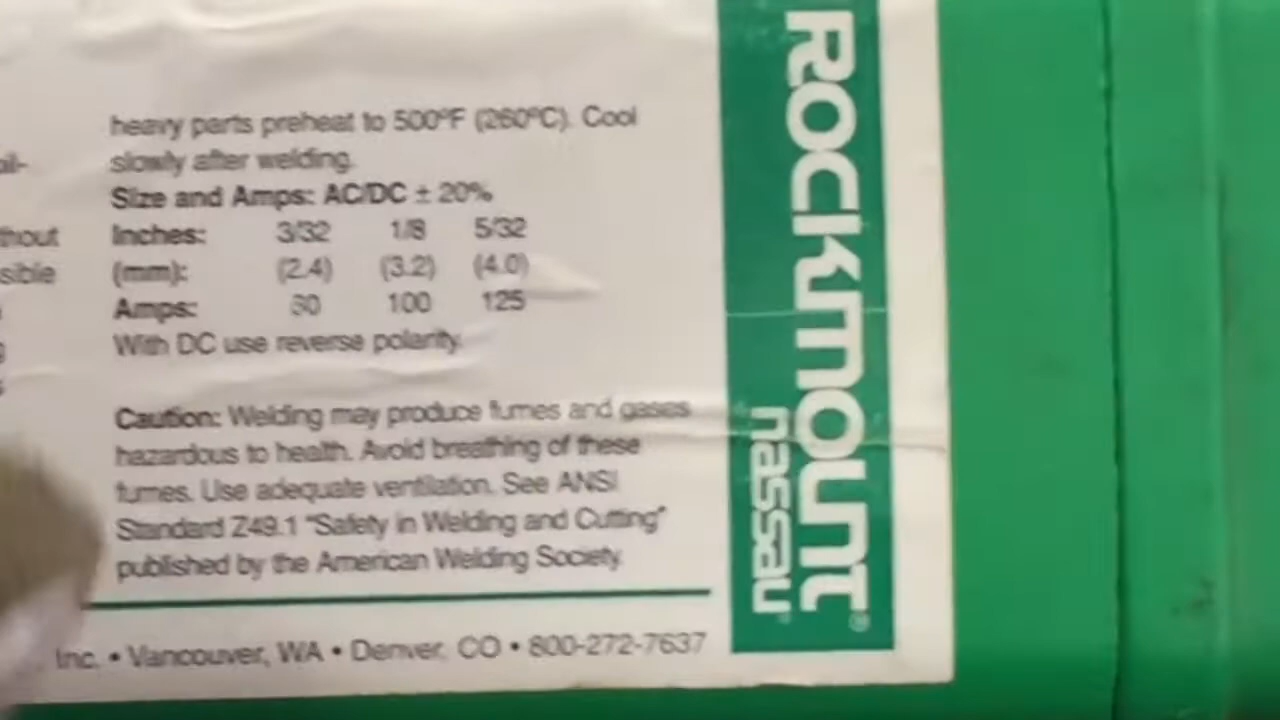 heavy parts preheat to 500°F (260°C). Cool
slowly after welding.
Size and Amps: AC/DC ± 20%
Inches: 3/32 1/8 5/32
(mm): (2.4) (3.2) (4.0)
Amps: 100 125
With DC use reverse polarity.
Caution: Welding may produce fumes and gases
hazardous to health. Avoid breathing of these
fumes. Use adequate ventilation. See ANSI
Standard Z49.1 "Safety in Welding and Cutting"
published by the American Welding Society.
Inc. • Vancouver, WA • Denver, CO • 800-272-7637
ROCKMOUNT®
nassau